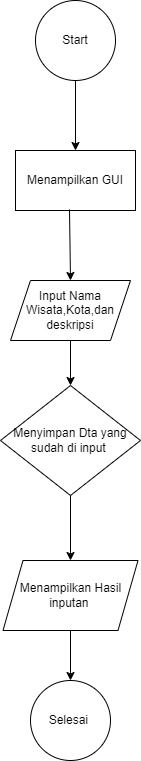 Start
Menampilkan GUI
Input Nama
Wisata,Kota,dan
deskripsi
Menyimpan Dta yang
sudah di input
Menampilkan Hasil
inputan
Selesai